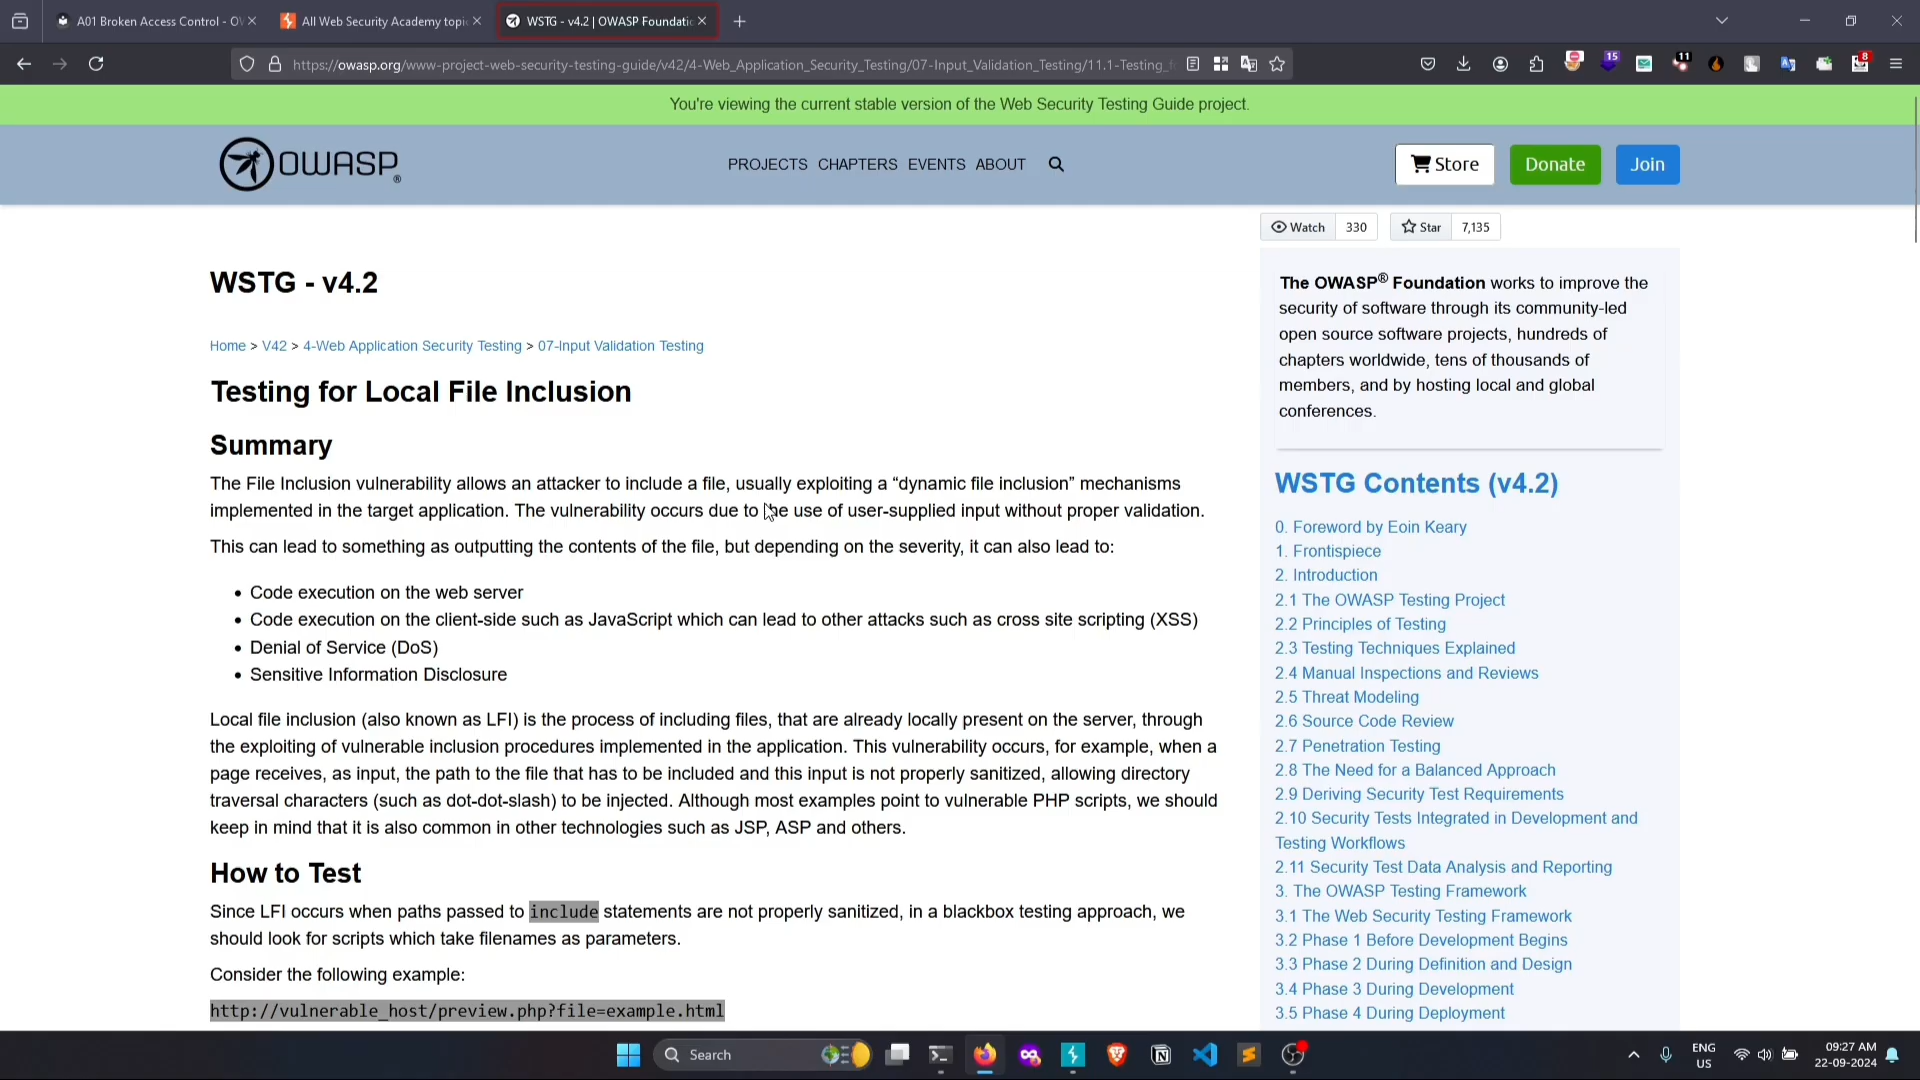 A01 Broken Access Control - OW
All Web Security Academy topi
WSTG - v4.2 | OWASP Foundatio
https://owasp.org/www-project-web-security-testing-guide/v42/4-Web_Application_Security_Testing/07-Input_Validation_Testing/11.1-Testing_f
15
11
8
You're viewing the current stable version of the Web Security Testing Guide project.
OWASP®
PROJECTS CHAPTERS EVENTS ABOUT
Store
Donate
Join
Watch 330
Star 7,135
WSTG - v4.2
Home > V42 > 4-Web Application Security Testing > 07-Input Validation Testing
Testing for Local File Inclusion
Summary
The File Inclusion vulnerability allows an attacker to include a file, usually exploiting a “dynamic file inclusion” mechanisms
implemented in the target application. The vulnerability occurs due to the use of user-supplied input without proper validation.
This can lead to something as outputting the contents of the file, but depending on the severity, it can also lead to:
• Code execution on the web server
• Code execution on the client-side such as JavaScript which can lead to other attacks such as cross site scripting (XSS)
• Denial of Service (DoS)
• Sensitive Information Disclosure
Local file inclusion (also known as LFI) is the process of including files, that are already locally present on the server, through
the exploiting of vulnerable inclusion procedures implemented in the application. This vulnerability occurs, for example, when a
page receives, as input, the path to the file that has to be included and this input is not properly sanitized, allowing directory
traversal characters (such as dot-dot-slash) to be injected. Although most examples point to vulnerable PHP scripts, we should
keep in mind that it is also common in other technologies such as JSP, ASP and others.
How to Test
Since LFI occurs when paths passed to include statements are not properly sanitized, in a blackbox testing approach, we
should look for scripts which take filenames as parameters.
Consider the following example:
http://vulnerable_host/preview.php?file=example.html
The OWASP® Foundation works to improve the
security of software through its community-led
open source software projects, hundreds of
chapters worldwide, tens of thousands of
members, and by hosting local and global
conferences.
WSTG Contents (v4.2)
0. Foreword by Eoin Keary
1. Frontispiece
2. Introduction
2.1 The OWASP Testing Project
2.2 Principles of Testing
2.3 Testing Techniques Explained
2.4 Manual Inspections and Reviews
2.5 Threat Modeling
2.6 Source Code Review
2.7 Penetration Testing
2.8 The Need for a Balanced Approach
2.9 Deriving Security Test Requirements
2.10 Security Tests Integrated in Development and
Testing Workflows
2.11 Security Test Data Analysis and Reporting
3. The OWASP Testing Framework
3.1 The Web Security Testing Framework
3.2 Phase 1 Before Development Begins
3.3 Phase 2 During Definition and Design
3.4 Phase 3 During Development
3.5 Phase 4 During Deployment
Search
ENG
US
09:27 AM
22-09-2024